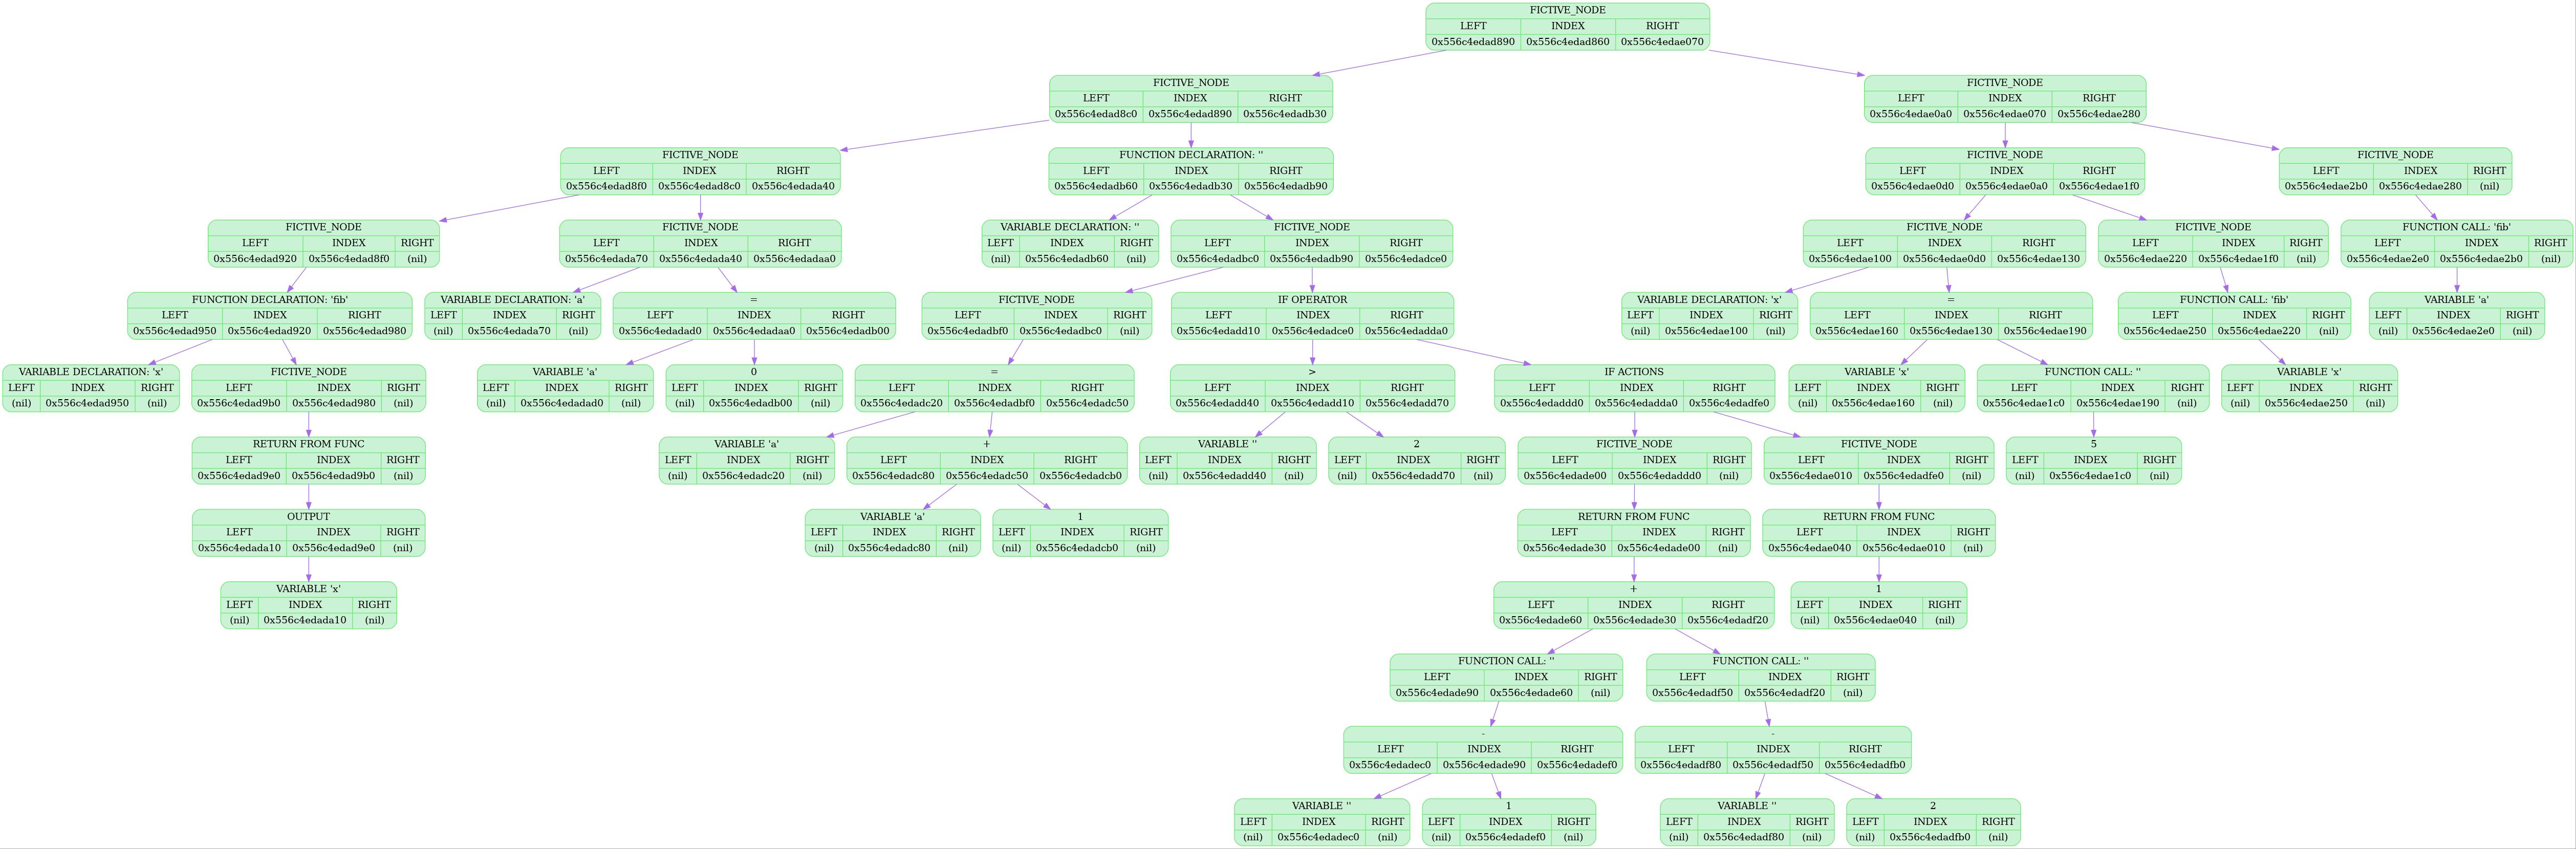 FICTIVE_NODE
LEFT INDEX RIGHT
0x556c4edad890 0x556c4edad860 0x556c4edae070
FICTIVE_NODE
LEFT INDEX RIGHT
0x556c4edad8c0 0x556c4edad890 0x556c4edadb30
FICTIVE_NODE
LEFT INDEX RIGHT
0x556c4edae0a0 0x556c4edae070 0x556c4edae280
FICTIVE_NODE
LEFT INDEX RIGHT
0x556c4edad8f0 0x556c4edad8c0 0x556c4edada40
FUNCTION DECLARATION: ''
LEFT INDEX RIGHT
0x556c4edadb60 0x556c4edadb30 0x556c4edadb90
FICTIVE_NODE
LEFT INDEX RIGHT
0x556c4edae0d0 0x556c4edae0a0 0x556c4edae1f0
FICTIVE_NODE
LEFT INDEX RIGHT
0x556c4edae2b0 0x556c4edae280 (nil)
FICTIVE_NODE
LEFT INDEX RIGHT
0x556c4edad920 0x556c4edad8f0 (nil)
FICTIVE_NODE
LEFT INDEX RIGHT
0x556c4edada70 0x556c4edada40 0x556c4edadaa0
VARIABLE DECLARATION: ''
LEFT INDEX RIGHT
(nil) 0x556c4edadb60 (nil)
FICTIVE_NODE
LEFT INDEX RIGHT
0x556c4edadbc0 0x556c4edadb90 0x556c4edadce0
FICTIVE_NODE
LEFT INDEX RIGHT
0x556c4edae100 0x556c4edae0d0 0x556c4edae130
FICTIVE_NODE
LEFT INDEX RIGHT
0x556c4edae220 0x556c4edae1f0 (nil)
FUNCTION CALL: 'fib'
LEFT INDEX RIGHT
0x556c4edae2e0 0x556c4edae2b0 (nil)
FUNCTION DECLARATION: 'fib'
LEFT INDEX RIGHT
0x556c4edad950 0x556c4edad920 0x556c4edad980
VARIABLE DECLARATION: 'a'
LEFT INDEX RIGHT
(nil) 0x556c4edada70 (nil)
=
LEFT INDEX RIGHT
0x556c4edadad0 0x556c4edadaa0 0x556c4edadb00
FICTIVE_NODE
LEFT INDEX RIGHT
0x556c4edadbf0 0x556c4edadbc0 (nil)
IF OPERATOR
LEFT INDEX RIGHT
0x556c4edadd10 0x556c4edadce0 0x556c4edadda0
VARIABLE DECLARATION: 'x'
LEFT INDEX RIGHT
(nil) 0x556c4edae100 (nil)
=
LEFT INDEX RIGHT
0x556c4edae160 0x556c4edae130 0x556c4edae190
FUNCTION CALL: 'fib'
LEFT INDEX RIGHT
0x556c4edae250 0x556c4edae220 (nil)
VARIABLE 'a'
LEFT INDEX RIGHT
(nil) 0x556c4edae2e0 (nil)
VARIABLE DECLARATION: 'x'
LEFT INDEX RIGHT
(nil) 0x556c4edad950 (nil)
FICTIVE_NODE
LEFT INDEX RIGHT
0x556c4edad9b0 0x556c4edad980 (nil)
VARIABLE 'a'
LEFT INDEX RIGHT
(nil) 0x556c4edadad0 (nil)
0
LEFT INDEX RIGHT
(nil) 0x556c4edadb00 (nil)
=
LEFT INDEX RIGHT
0x556c4edadc20 0x556c4edadbf0 0x556c4edadc50
>
LEFT INDEX RIGHT
0x556c4edadd40 0x556c4edadd10 0x556c4edadd70
IF ACTIONS
LEFT INDEX RIGHT
0x556c4edaddd0 0x556c4edadda0 0x556c4edadfe0
VARIABLE 'x'
LEFT INDEX RIGHT
(nil) 0x556c4edae160 (nil)
FUNCTION CALL: ''
LEFT INDEX RIGHT
0x556c4edae1c0 0x556c4edae190 (nil)
VARIABLE 'x'
LEFT INDEX RIGHT
(nil) 0x556c4edae250 (nil)
RETURN FROM FUNC
LEFT INDEX RIGHT
0x556c4edad9e0 0x556c4edad9b0 (nil)
VARIABLE 'a'
LEFT INDEX RIGHT
(nil) 0x556c4edadc20 (nil)
+
LEFT INDEX RIGHT
0x556c4edadc80 0x556c4edadc50 0x556c4edadcb0
VARIABLE ''
LEFT INDEX RIGHT
(nil) 0x556c4edadd40 (nil)
2
LEFT INDEX RIGHT
(nil) 0x556c4edadd70 (nil)
FICTIVE_NODE
LEFT INDEX RIGHT
0x556c4edade00 0x556c4edaddd0 (nil)
FICTIVE_NODE
LEFT INDEX RIGHT
0x556c4edae010 0x556c4edadfe0 (nil)
5
LEFT INDEX RIGHT
(nil) 0x556c4edae1c0 (nil)
OUTPUT
LEFT INDEX RIGHT
0x556c4edada10 0x556c4edad9e0 (nil)
VARIABLE 'a'
LEFT INDEX RIGHT
(nil) 0x556c4edadc80 (nil)
1
LEFT INDEX RIGHT
(nil) 0x556c4edadcb0 (nil)
RETURN FROM FUNC
LEFT INDEX RIGHT
0x556c4edade30 0x556c4edade00 (nil)
RETURN FROM FUNC
LEFT INDEX RIGHT
0x556c4edae040 0x556c4edae010 (nil)
VARIABLE 'x'
LEFT INDEX RIGHT
(nil) 0x556c4edada10 (nil)
+
LEFT INDEX RIGHT
0x556c4edade60 0x556c4edade30 0x556c4edadf20
1
LEFT INDEX RIGHT
(nil) 0x556c4edae040 (nil)
FUNCTION CALL: ''
LEFT INDEX RIGHT
0x556c4edade90 0x556c4edade60 (nil)
FUNCTION CALL: ''
LEFT INDEX RIGHT
0x556c4edadf50 0x556c4edadf20 (nil)
-
LEFT INDEX RIGHT
0x556c4edadec0 0x556c4edade90 0x556c4edadef0
-
LEFT INDEX RIGHT
0x556c4edadf80 0x556c4edadf50 0x556c4edadfb0
VARIABLE ''
LEFT INDEX RIGHT
(nil) 0x556c4edadec0 (nil)
1
LEFT INDEX RIGHT
(nil) 0x556c4edadef0 (nil)
VARIABLE ''
LEFT INDEX RIGHT
(nil) 0x556c4edadf80 (nil)
2
LEFT INDEX RIGHT
(nil) 0x556c4edadfb0 (nil)